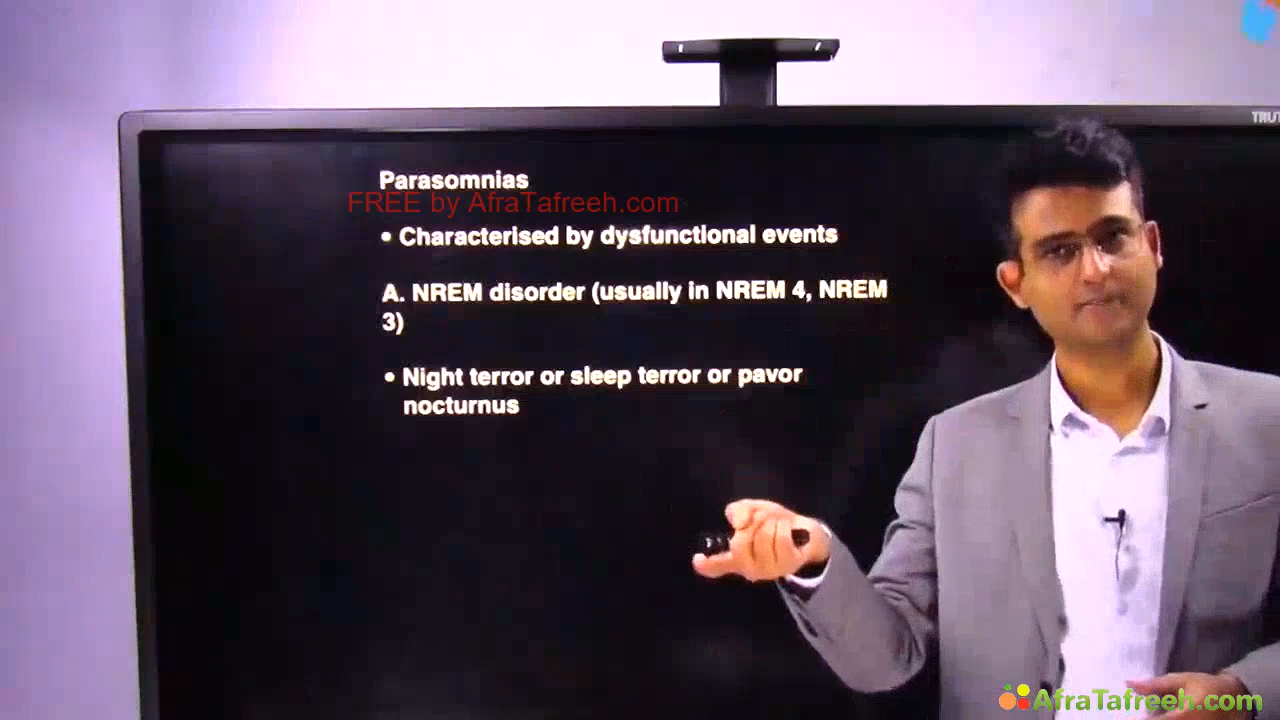 TRUT
Parasomnias
FREE by AfraTafreeh.com
• Characterised by dysfunctional events
A. NREM disorder (usually in NREM 4, NREM
3)
• Night terror or sleep terror or pavor
nocturnus
AfraTafreeh.com